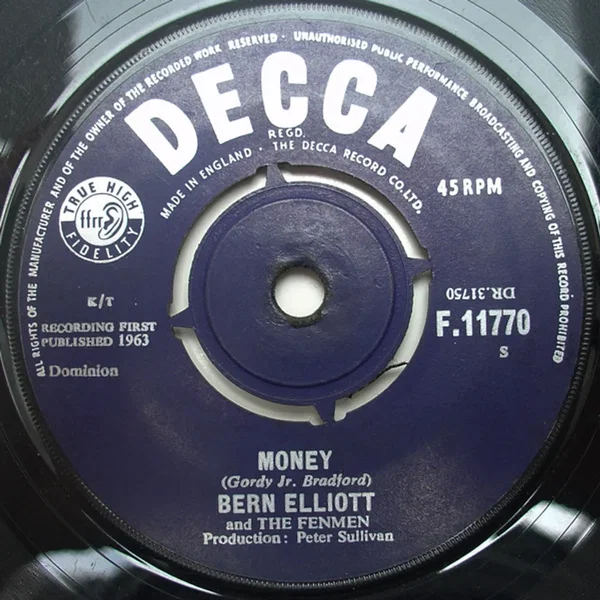 ALL RIGHTS OF THE MANUFACTURER AND OF THE OWNER OF THE RECORDED WORK RESERVED · UNAUTHORISED PUBLIC PERFORMANCE BROADCASTING AND COPYING OF THIS RECORD PROHIBITED
DECCA
REGD.
MADE IN ENGLAND · THE DECCA RECORD CO. LTD.
TRUE HIGH
ffrr
FIDELITY
45 RPM
K/T
DR.31750
RECORDING FIRST
PUBLISHED 1963
F.11770
S
Dominion
MONEY
(Gordy Jr. Bradford)
BERN ELLIOTT
and THE FENMEN
Production: Peter Sullivan